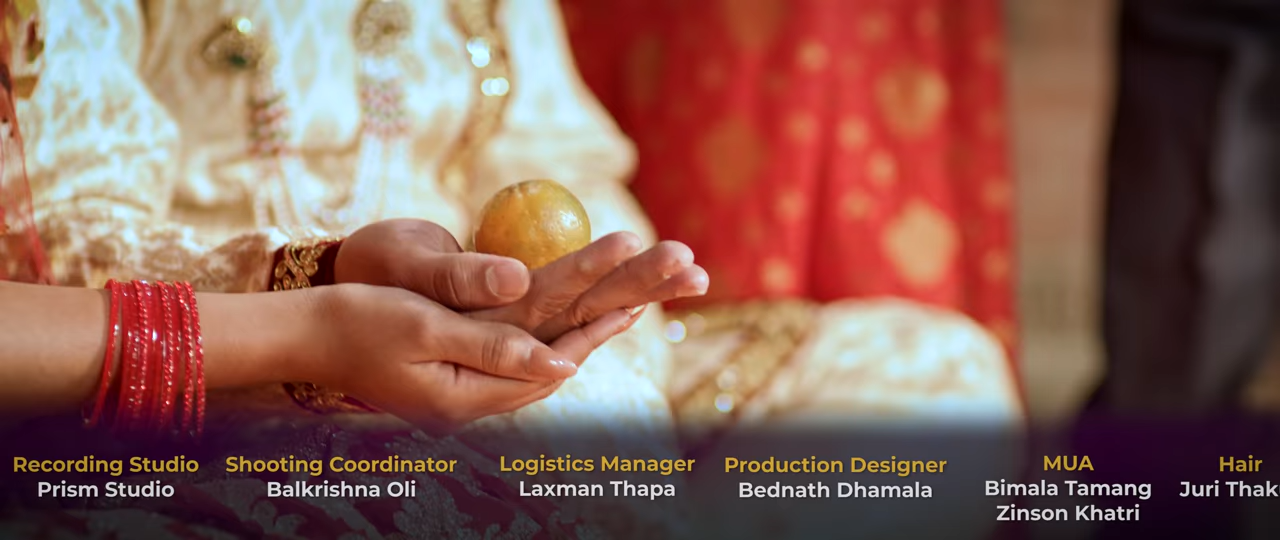 Recording Studio
Prism Studio
Shooting Coordinator
Balkrishna Oli
Logistics Manager
Laxman Thapa
Production Designer
Bednath Dhamala
MUA
Bimala Tamang
Zinson Khatri
Hair
Juri